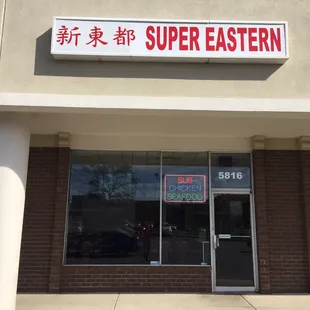 新東都 SUPER EASTERN
5816
SUB
CHICKEN
SEAFOOD